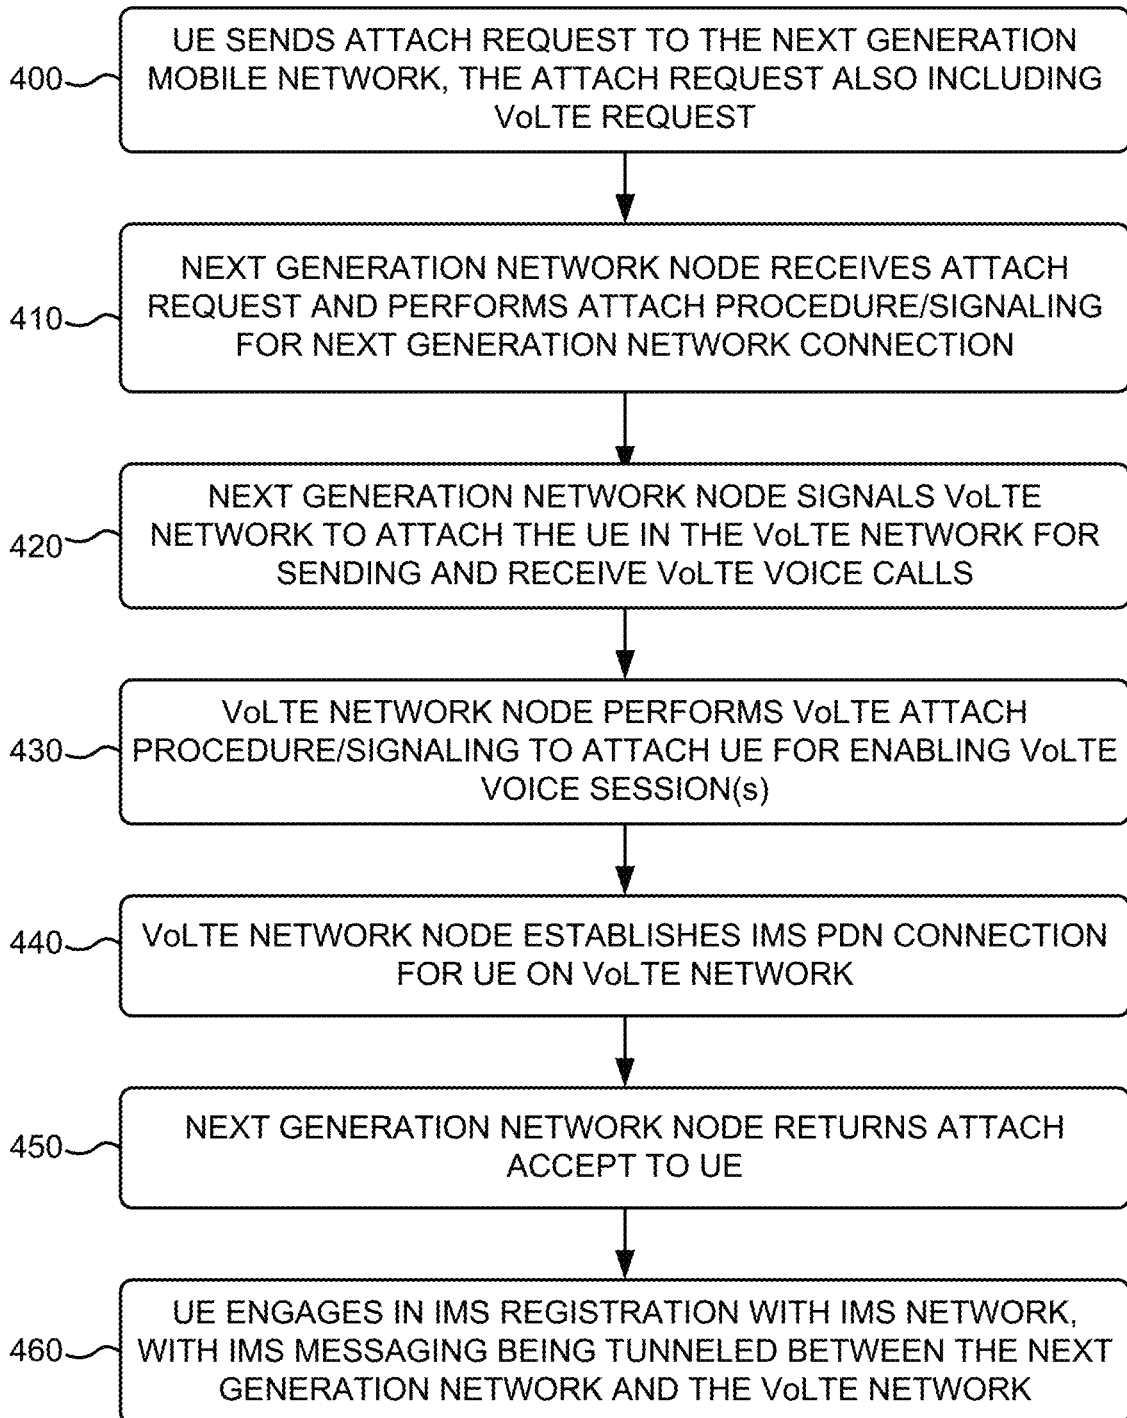 UE SENDS ATTACH REQUEST TO THE NEXT GENERATION
400 MOBILE NETWORK, THE ATTACH REQUEST ALSO INCLUDING
VoLTE REQUEST
NEXT GENERATION NETWORK NODE RECEIVES ATTACH
410 REQUEST AND PERFORMS ATTACH PROCEDURE/SIGNALING
FOR NEXT GENERATION NETWORK CONNECTION
NEXT GENERATION NETWORK NODE SIGNALS VoLTE
420 NETWORK TO ATTACH THE UE IN THE VoLTE NETWORK FOR
SENDING AND RECEIVE VoLTE VOICE CALLS
VoLTE NETWORK NODE PERFORMS VoLTE ATTACH
430 PROCEDURE/SIGNALING TO ATTACH UE FOR ENABLING VoLTE
VOICE SESSION(s)
440 VoLTE NETWORK NODE ESTABLISHES IMS PDN CONNECTION
FOR UE ON VoLTE NETWORK
450 NEXT GENERATION NETWORK NODE RETURNS ATTACH
ACCEPT TO UE
UE ENGAGES IN IMS REGISTRATION WITH IMS NETWORK,
460 WITH IMS MESSAGING BEING TUNNELED BETWEEN THE NEXT
GENERATION NETWORK AND THE VoLTE NETWORK